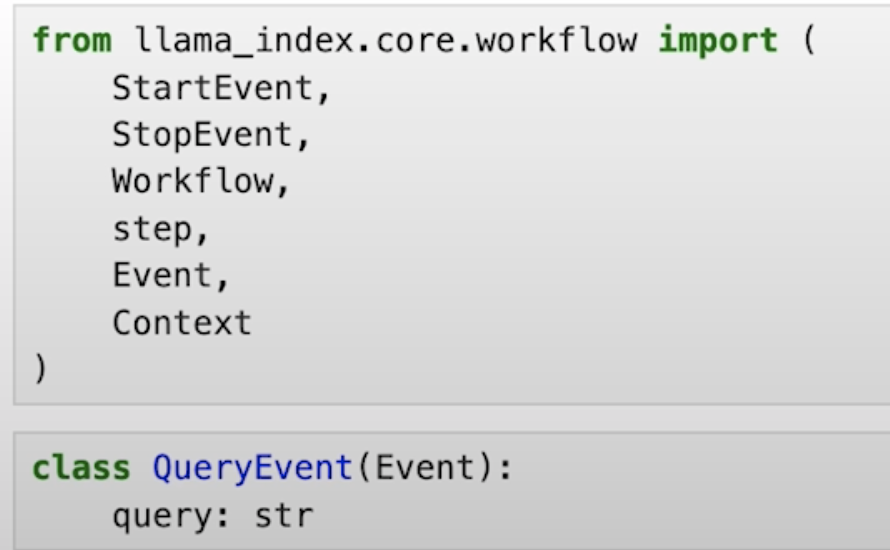 from llama_index.core.workflow import (
    StartEvent,
    StopEvent,
    Workflow,
    step,
    Event,
    Context
)
class QueryEvent(Event):
    query: str